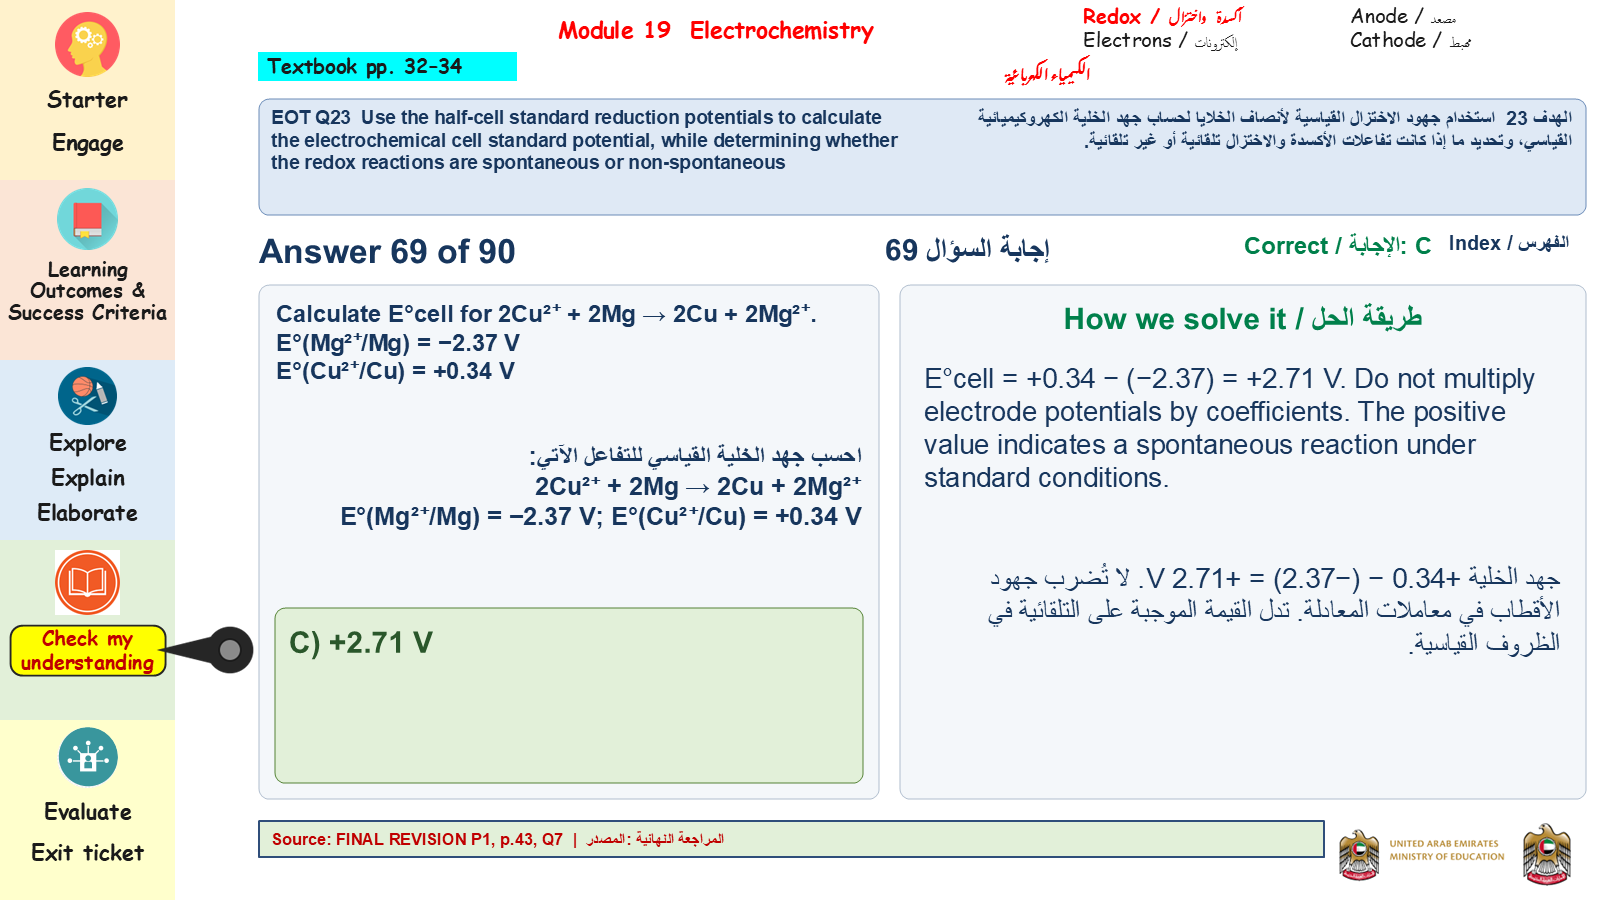 Starter
Engage
Learning
Outcomes &
Success Criteria
Explore
Explain
Elaborate
Check my
understanding
Evaluate
Exit ticket
Module 19 Electrochemistry
Textbook pp. 32-34
Redox / أكسدة واختزال
Electrons / إلكترونات
Anode / مصعد
Cathode / مهبط
الكيمياء الكهربائية
EOT Q23 Use the half-cell standard reduction potentials to calculate
the electrochemical cell standard potential, while determining whether
the redox reactions are spontaneous or non-spontaneous
الهدف 23 استخدام جهود الاختزال القياسية لأنصاف الخلايا لحساب جهد الخلية الكهروكيميائية
القياسي، وتحديد ما إذا كانت تفاعلات الأكسدة والاختزال تلقائية أو غير تلقائية.
Answer 69 of 90
إجابة السؤال 69
Correct / الإجابة: C
Index / الفهرس
Calculate E°cell for 2Cu²⁺ + 2Mg → 2Cu + 2Mg²⁺.
E°(Mg²⁺/Mg) = −2.37 V
E°(Cu²⁺/Cu) = +0.34 V
احسب جهد الخلية القياسي للتفاعل الآتي:
2Cu²⁺ + 2Mg → 2Cu + 2Mg²⁺
E°(Mg²⁺/Mg) = −2.37 V; E°(Cu²⁺/Cu) = +0.34 V
C) +2.71 V
How we solve it / طريقة الحل
E°cell = +0.34 − (−2.37) = +2.71 V. Do not multiply
electrode potentials by coefficients. The positive
value indicates a spontaneous reaction under
standard conditions.
جهد الخلية +0.34 − (−2.37) = +2.71 V. لا تُضرب جهود
الأقطاب في معاملات المعادلة. تدل القيمة الموجبة على التلقائية في
الظروف القياسية.
Source: FINAL REVISION P1, p.43, Q7 | المراجعة النهائية :المصدر
UNITED ARAB EMIRATES
MINISTRY OF EDUCATION